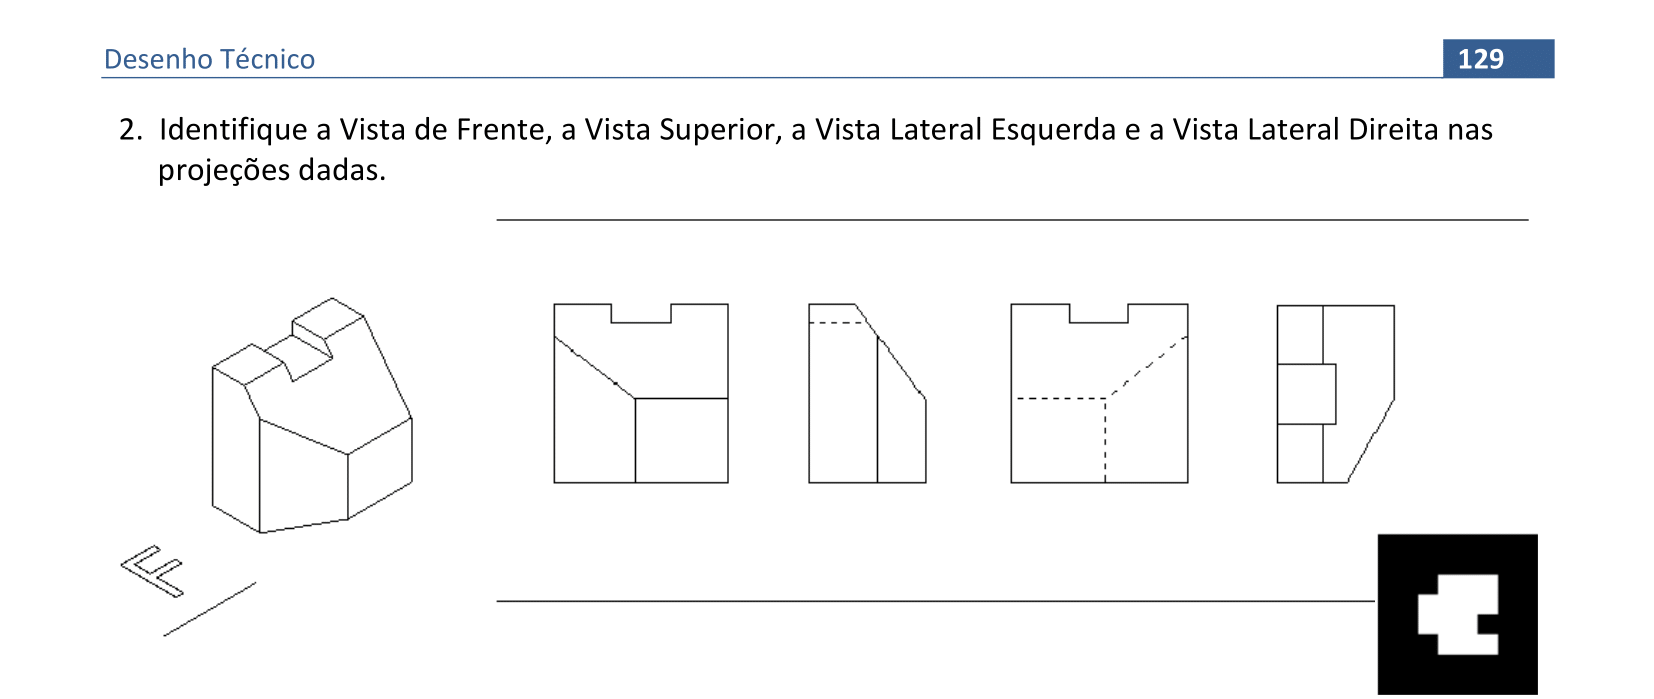 Desenho Técnico
129
2. Identifique a Vista de Frente, a Vista Superior, a Vista Lateral Esquerda e a Vista Lateral Direita nas
projeções dadas.
F